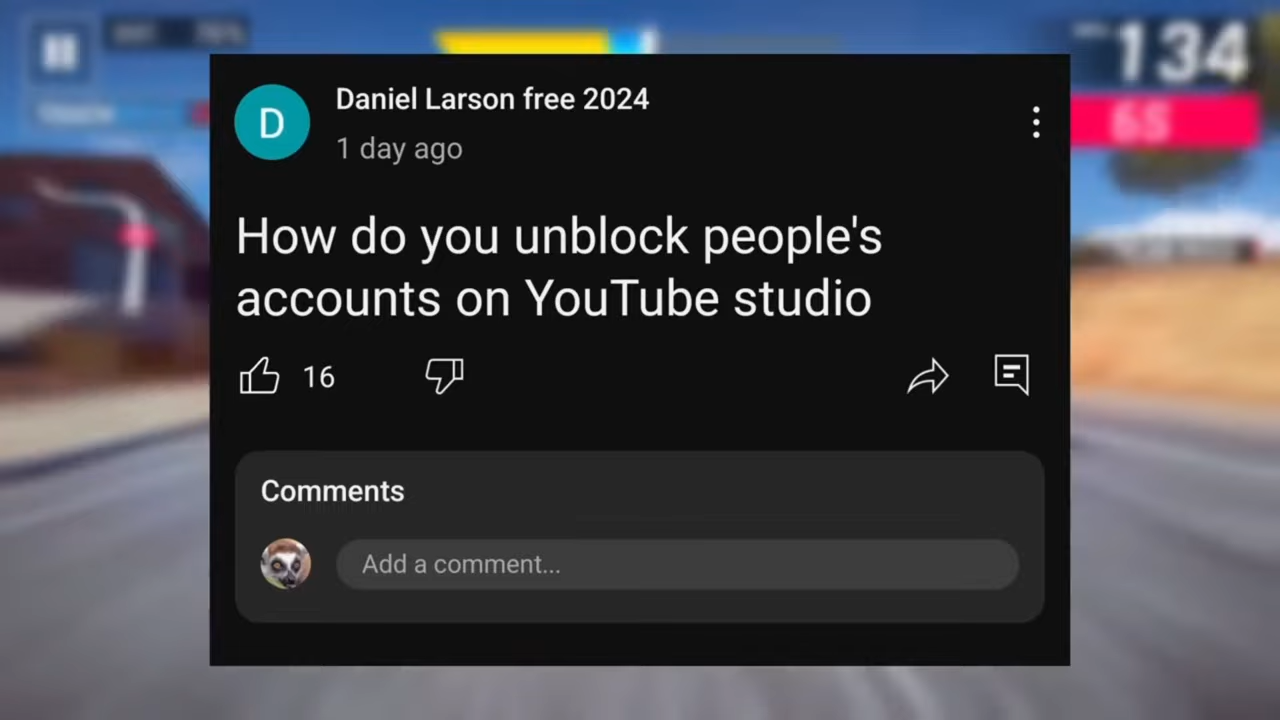 134
Daniel Larson free 2024
D
1 day ago
How do you unblock people's
accounts on YouTube studio
16
Comments
Add a comment...